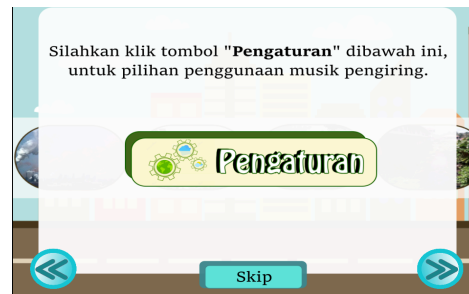 Silahkan klik tombol "Pengaturan" dibawah ini,
untuk pilihan penggunaan musik pengiring.
Pengaturan
Skip